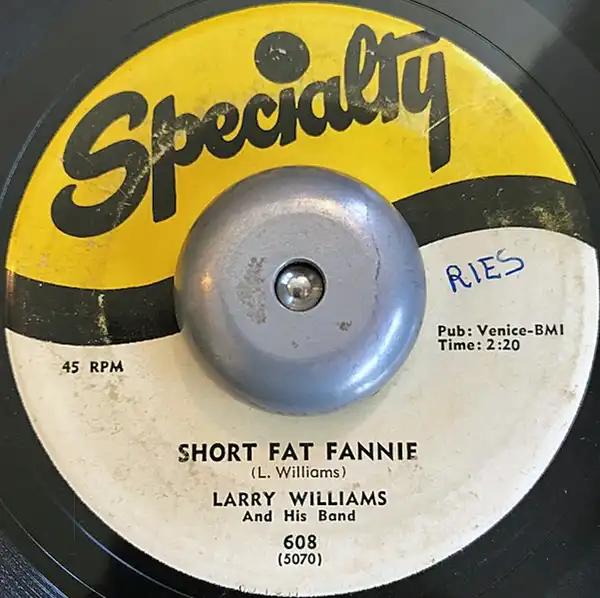 Specialty
RIES
Pub: Venice-BMI
Time: 2:20
45 RPM
SHORT FAT FANNIE
(L. Williams)
LARRY WILLIAMS
And His Band
608
(5070)